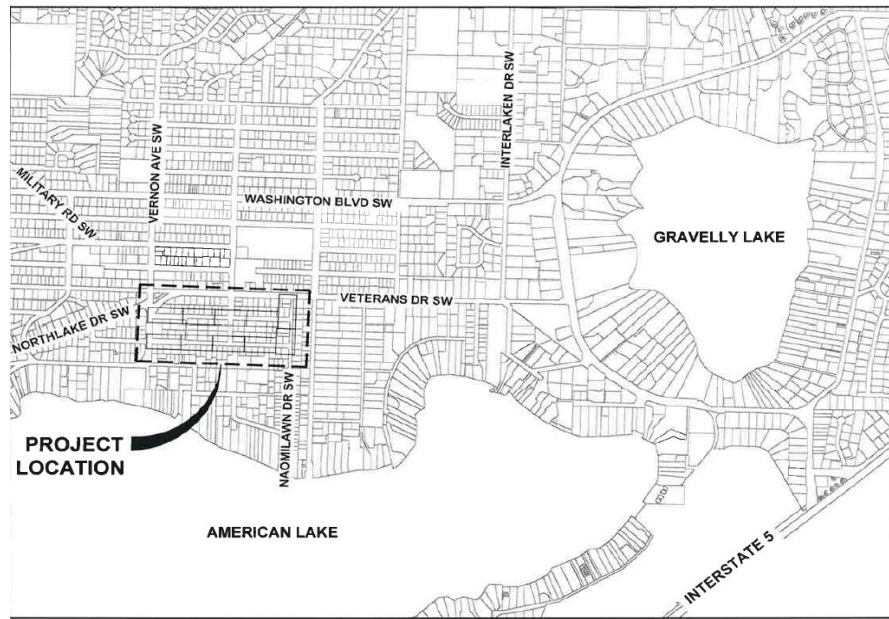 INTERLAKEN DR SW
VERNON AVE SW
MILITARY RD SW
WASHINGTON BLVD SW
GRAVELLY LAKE
VETERANS DR SW
NORTHLAKE DR SW
PROJECT
LOCATION
NAOMILAWN DR SW
AMERICAN LAKE
INTERSTATE 5